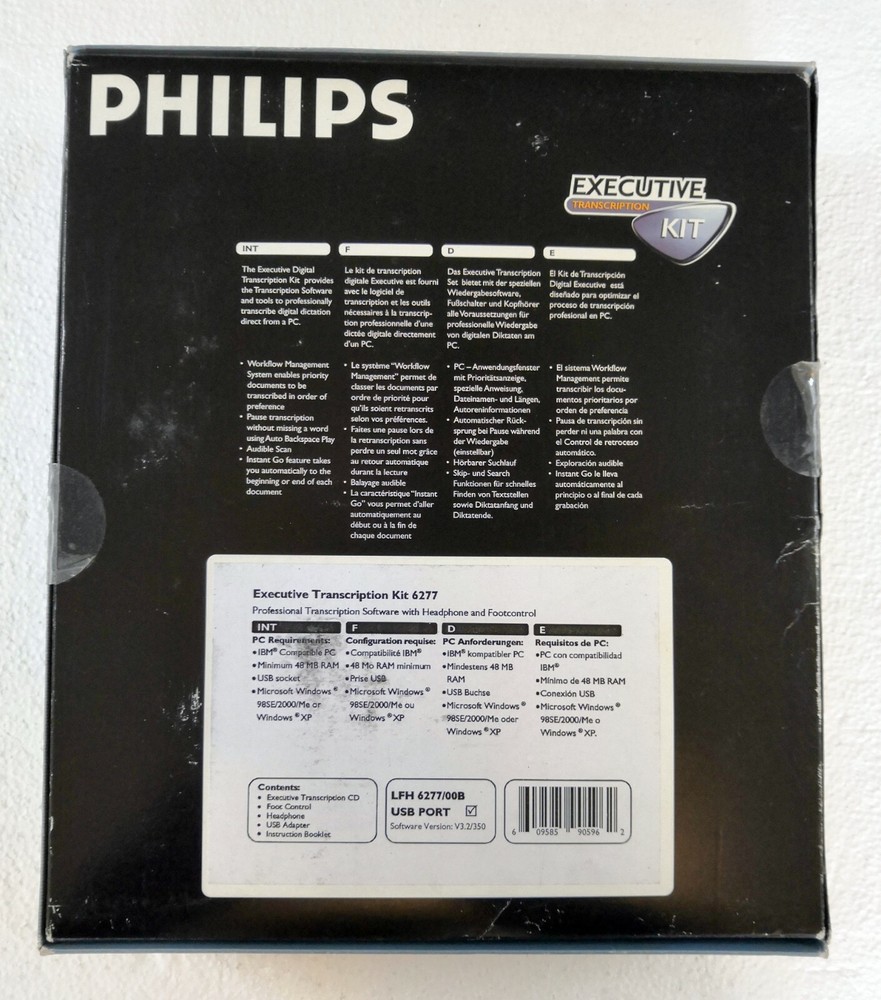 PHILIPS
EXECUTIVE
TRANSCRIPTION
KIT
INT
The Executive Digital
Transcription Kit provides
the Transcription Software
and tools to professionally
transcribe digital dictation
direct from a PC.
• Workflow Management
System enables priority
documents to be
transcribed in order of
preference
• Pause transcription
without missing a word
using Auto Backspace Play
• Audible Scan
• Instant Go feature takes
you automatically to the
beginning or end of each
document
F
Le kit de transcription
digitale Executive est fourni
avec le logiciel de
transcription et les outils
nécessaires à la transcrip-
tion professionnelle d'une
dictée digitale directement
d'un PC.
• Le système "Workflow
Management" permet de
classer les documents par
ordre de priorité pour
qu'ils soient retranscrits
selon vos préférences.
• Faites une pause lors de
la retranscription sans
perdre un seul mot grâce
au retour automatique
durant la lecture
• Balayage audible
• La caractéristique "Instant
Go" vous permet d'aller
automatiquement au
début ou à la fin de
chaque document
D
Das Executive Transcription
Set bietet mit der speziellen
Wiedergabesoftware,
Fußschalter und Kopfhörer
alle Voraussetzungen für
professionelle Wiedergabe
von digitalen Diktaten am
PC.
• PC – Anwendungsfenster
mit Prioritätsanzeige,
spezielle Anweisung,
Dateinamen- und Längen,
Autoreninformationen
• Automatischer Rück-
sprung bei Pause während
der Wiedergabe
(einstellbar)
• Hörbarer Suchlauf
• Skip- und Search
Funktionen für schnelles
Finden von Textstellen
sowie Diktatanfang und
Diktatende.
E
El Kit de Transcripción
Digital Executive está
diseñado para optimizar el
proceso de transcripción
profesional en PC.
• El sistema Workflow
Management permite
transcribir los docu-
mentos prioritarios por
orden de preferencia
• Pausa de transcripción sin
perder ni una palabra con
el Control de retroceso
automático.
• Exploración audible
• Instant Go le lleva
automáticamente al
principio o al final de cada
grabación
Executive Transcription Kit 6277
Professional Transcription Software with Headphone and Footcontrol
INT
PC Requirements:
•IBM® Compatible PC
•Minimum 48 MB RAM
•USB socket
•Microsoft Windows®
98SE/2000/Me or
Windows®XP
F
Configuration requise:
•Compatibilité IBM®
•48 Mo RAM minimum
•Prise USB
•Microsoft Windows®
98SE/2000/Me ou
Windows®XP
D
PC Anforderungen:
•IBM® kompatibler PC
•Mindestens 48 MB
RAM
•USB Buchse
•Microsoft Windows®
98SE/2000/Me oder
Windows®XP
E
Requisitos de PC:
•PC con compatibilidad
IBM®
•Mínimo de 48 MB RAM
•Conexión USB
•Microsoft Windows®
98SE/2000/Me o
Windows®XP.
Contents:
• Executive Transcription CD
• Foot Control
• Headphone
• USB Adapter
• Instruction Booklet
LFH 6277/00B
USB PORT ☑
Software Version: V3.2/350
6 09585 90596 2